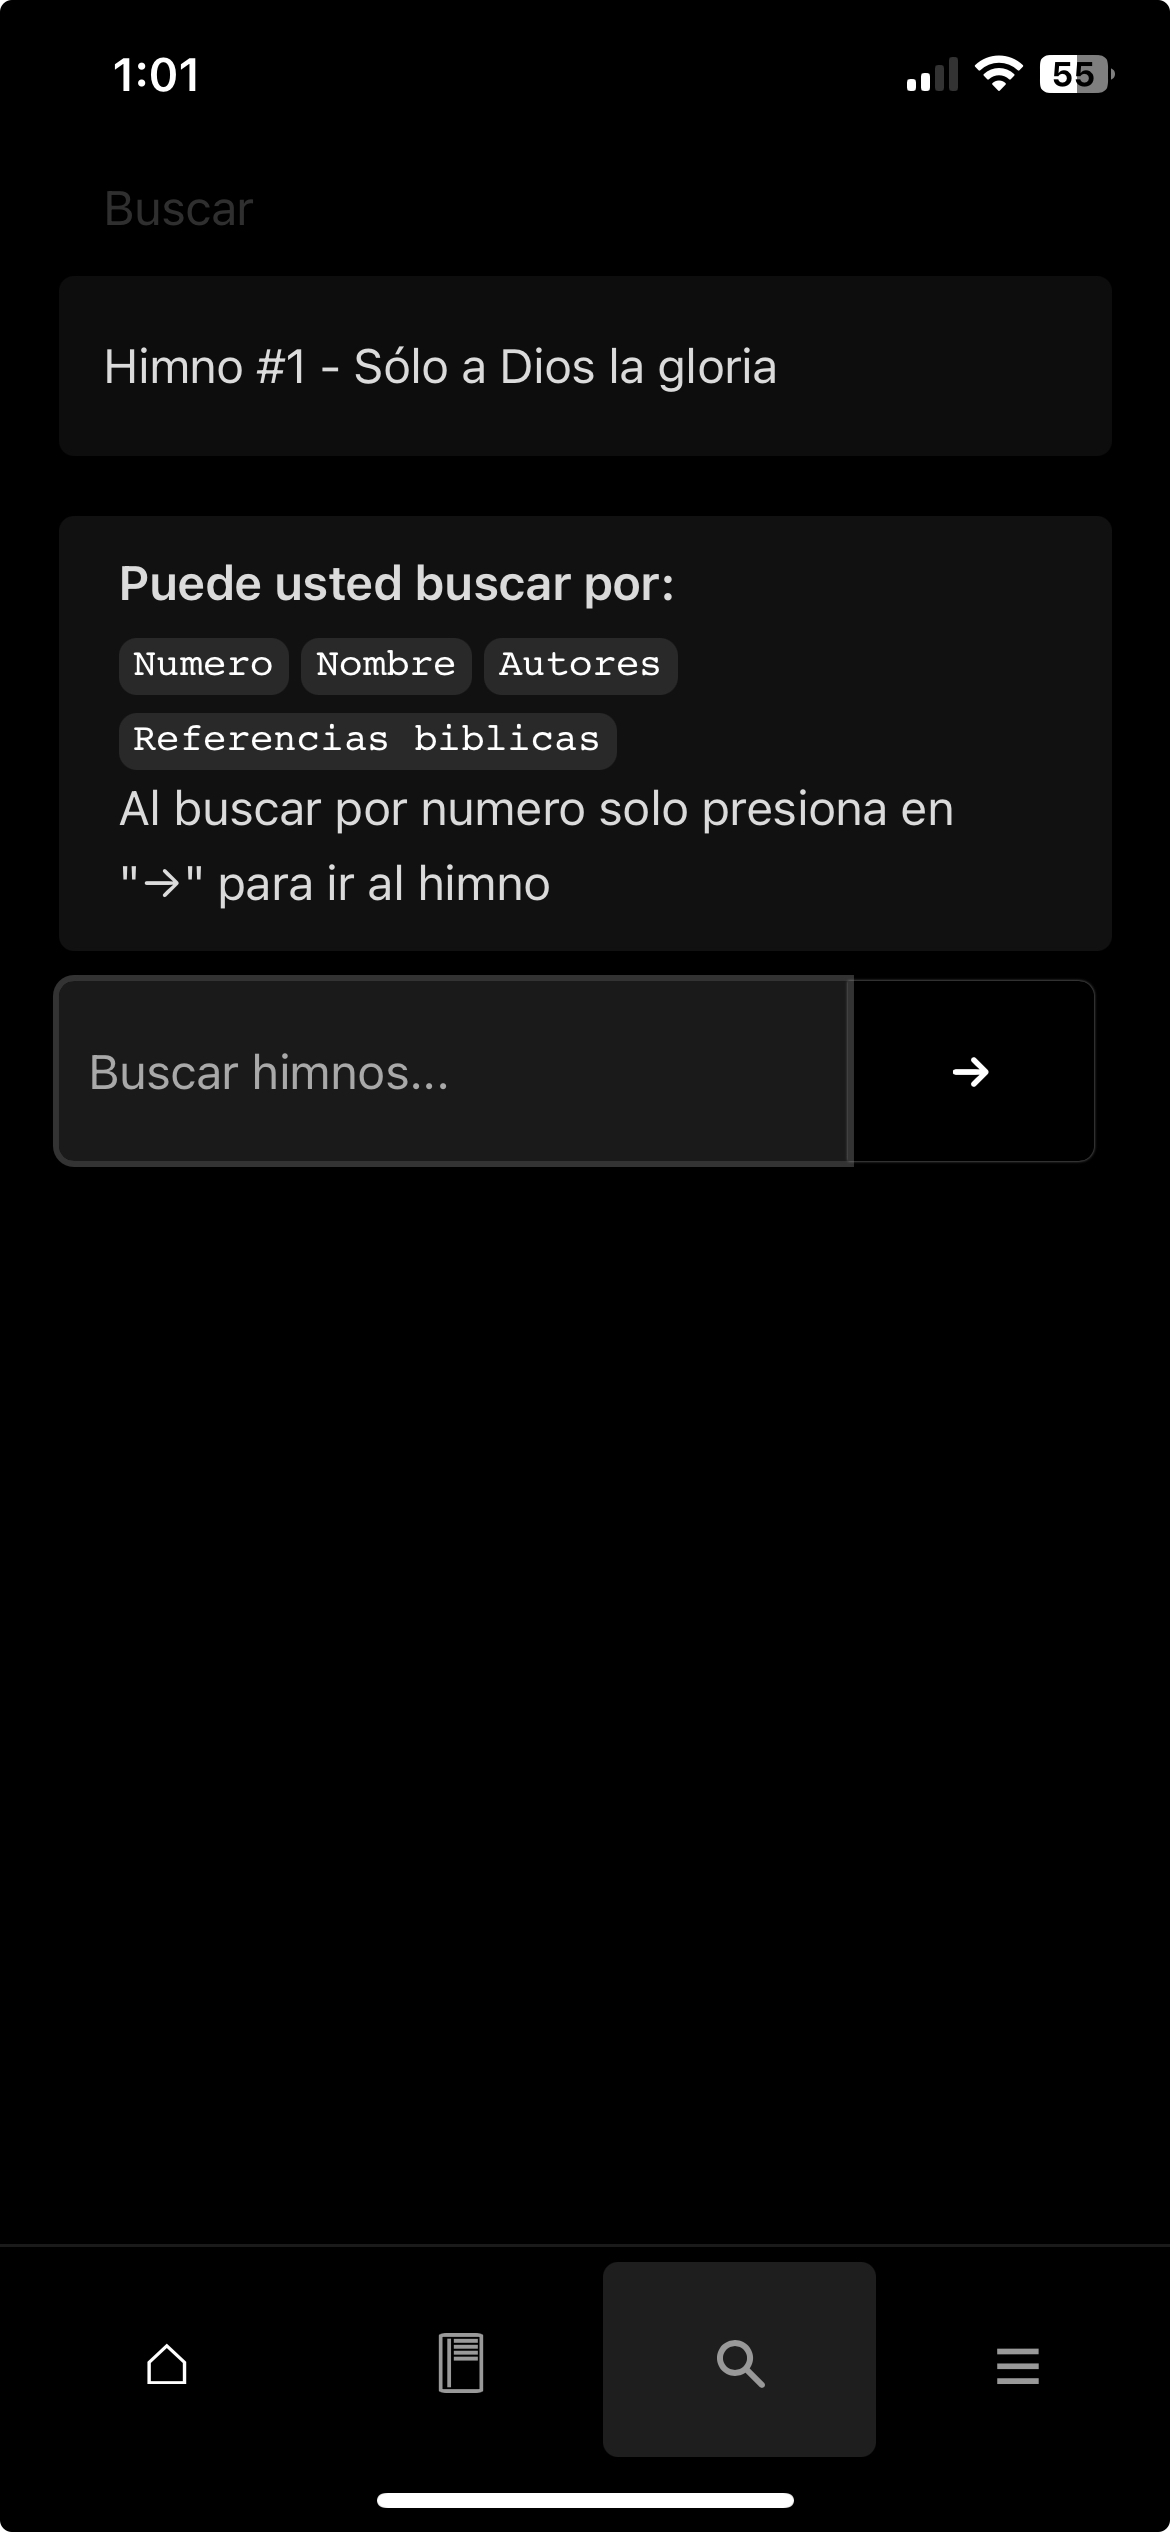 1:01
55
Buscar
Himno #1 - Sólo a Dios la gloria
Puede usted buscar por:
Numero Nombre Autores
Referencias biblicas
Al buscar por numero solo presiona en
"→" para ir al himno
Buscar himnos...
→